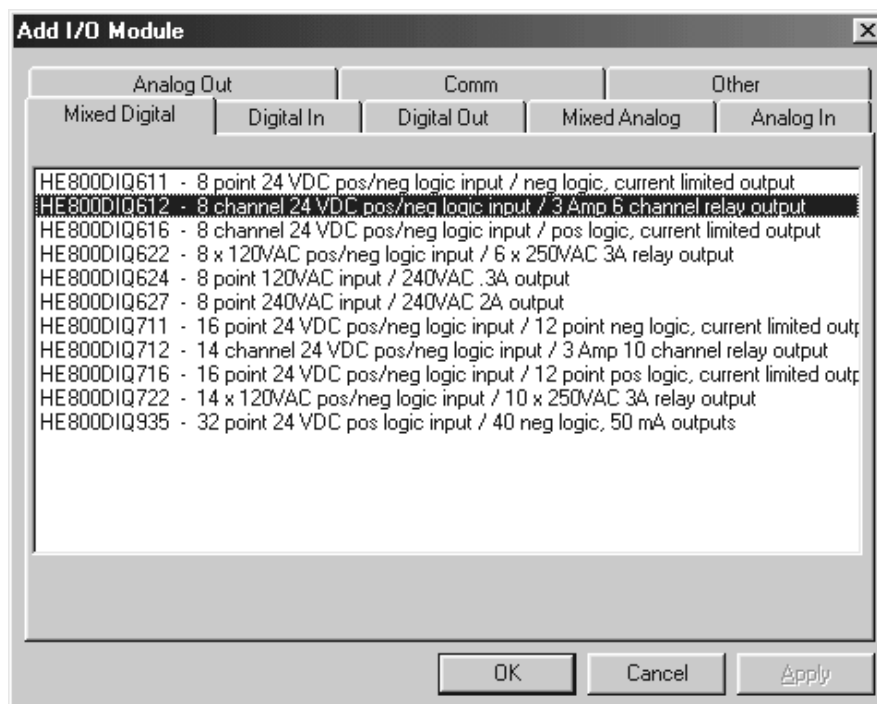 Add I/O Module
Analog Out Comm Other
Mixed Digital Digital In Digital Out Mixed Analog Analog In
HE800DIQ611 - 8 point 24 VDC pos/neg logic input / neg logic, current limited output
HE800DIQ612 - 8 channel 24 VDC pos/neg logic input / 3 Amp 6 channel relay output
HE800DIQ616 - 8 point 24 VDC pos/neg logic input / pos logic, current limited output
HE800DIQ622 - 8 x 120VAC pos/neg logic input / 6 x 250VAC 3A relay output
HE800DIQ624 - 8 point 120VAC input / 240VAC .3A output
HE800DIQ627 - 8 point 240VAC input / 240VAC 2A output
HE800DIQ711 - 16 point 24 VDC pos/neg logic input / 12 point neg logic, current limited outp
HE800DIQ712 - 14 channel 24 VDC pos/neg logic input / 3 Amp 10 channel relay output
HE800DIQ716 - 16 point 24 VDC pos/neg logic input / 12 point pos logic, current limited outp
HE800DIQ722 - 14 x 120VAC pos/neg logic input / 10 x 250VAC 3A relay output
HE800DIQ935 - 32 point 24 VDC pos logic input / 40 neg logic, 50 mA outputs
OK Cancel Apply